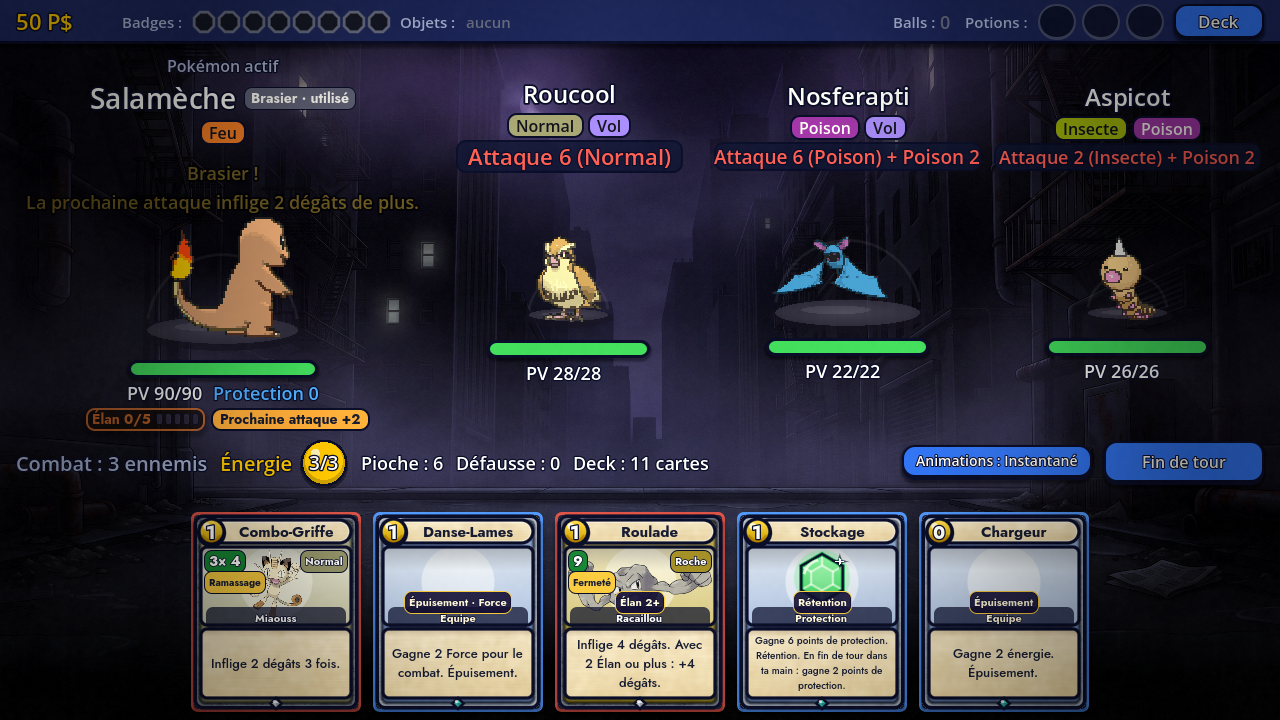 50 P$
Badges :
Objets : aucun
Balls : 0
Potions :
Deck
Pokémon actif
Salamèche
Brasier · utilisé
Feu
Brasier !
La prochaine attaque inflige 2 dégâts de plus.
PV 90/90 Protection 0
Élan 0/5
Prochaine attaque +2
Roucool
Normal Vol
Attaque 6 (Normal)
PV 28/28
Nosferapti
Poison Vol
Attaque 6 (Poison) + Poison 2
PV 22/22
Aspicot
Insecte Poison
Attaque 2 (Insecte) + Poison 2
PV 26/26
Combat : 3 ennemis
Énergie 3/3
Pioche : 6 Défausse : 0 Deck : 11 cartes
Animations : Instantané
Fin de tour
1 Combo-Griffe
3x 4 Normal
Ramassage
Miaouss
Inflige 2 dégâts 3 fois.
1 Danse-Lames
Épuisement · Force
Equipe
Gagne 2 Force pour le
combat. Épuisement.
1 Roulade
9 Roche
Fermeté
Élan 2+
Racaillou
Inflige 4 dégâts. Avec
2 Élan ou plus : +4
dégâts.
1 Stockage
Rétention
Protection
Gagne 6 points de protection.
Rétention. En fin de tour dans
ta main : gagne 2 points de
protection.
0 Chargeur
Épuisement
Equipe
Gagne 2 énergie.
Épuisement.